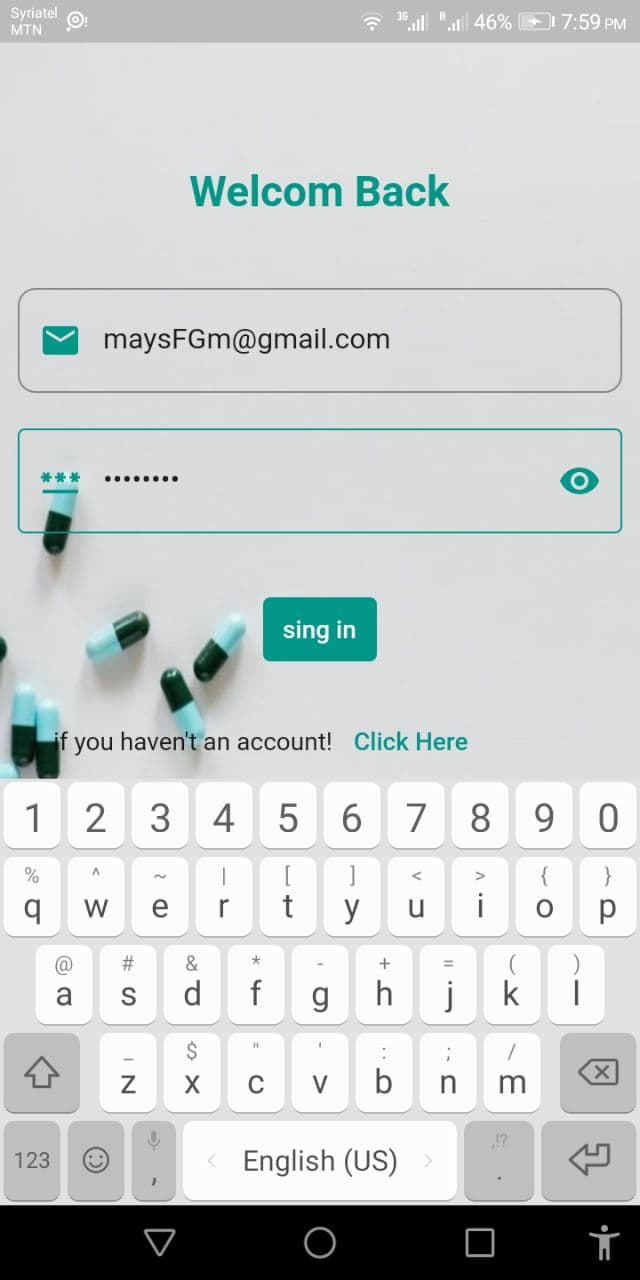 Syriatel
MTN
3G H 46% 7:59 PM
Welcom Back
maysFGm@gmail.com
*** ••••••••
sing in
if you haven't an account! Click Here
1 2 3 4 5 6 7 8 9 0
% ^ ~ | [ ] < > { }
q w e r t y u i o p
@ # & * - + = ( )
a s d f g h j k l
_ $ " ' : ; /
z x c v b n m
,!?
123 , English (US) .